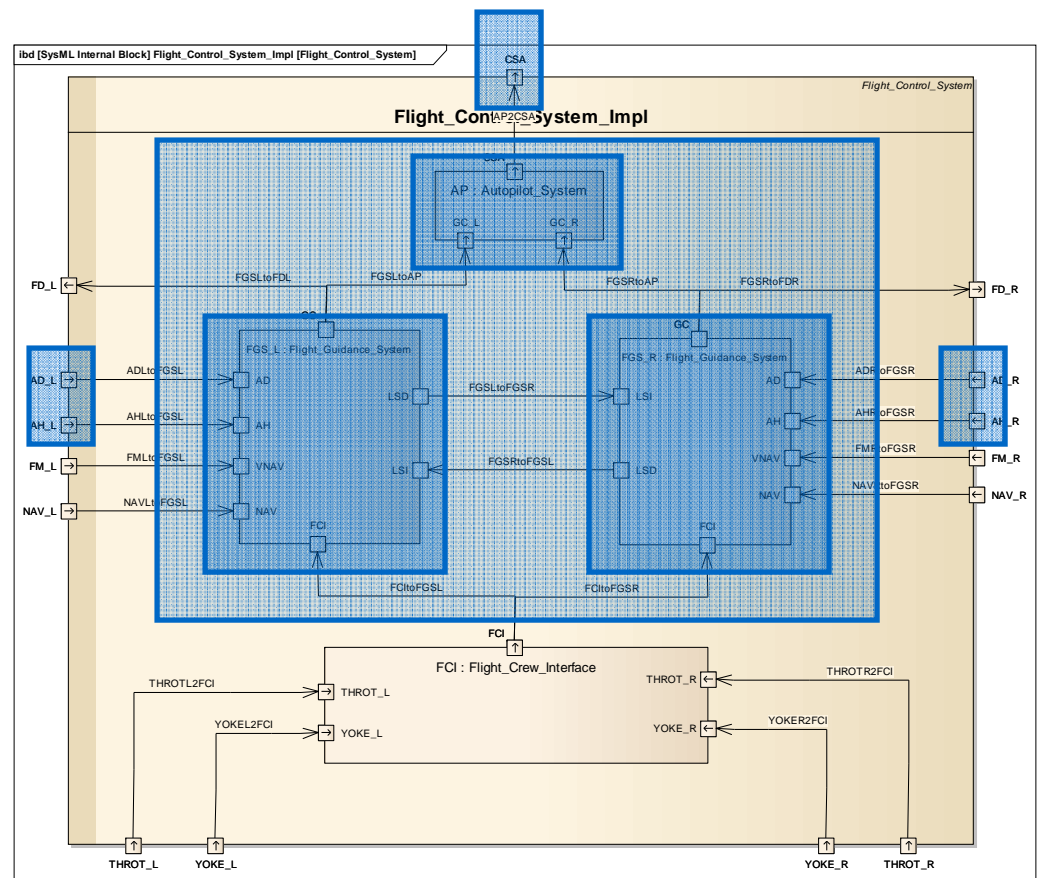 ibd [SysML Internal Block] Flight_Control_System_Impl [Flight_Control_System]
CSA
Flight_Control_System
Flight_Control_System_Impl
AP2CSA
AP : Autopilot_System
GC_L
GC_R
FD_L
FGSLtoFDL
FGSLtoAP
FGSRtoAP
FGSRtoFDR
FD_R
GC
FGS_L : Flight_Guidance_System
FGS_R : Flight_Guidance_System
AD_L
ADLtoFGSL
AD
LSD
FGSLtoFGSR
LSI
AD
ADRtoFGSR
AD_R
AH_L
AHLtoFGSL
AH
AH
AHRtoFGSR
AH_R
FM_L
FMLtoFGSL
VNAV
LSI
FGSRtoFGSL
LSD
VNAV
FMRtoFGSR
FM_R
NAV_L
NAVLtoFGSL
NAV
NAV
NAVRtoFGSR
NAV_R
FCI
FCI
FCItoFGSL
FCItoFGSR
FCI
FCI : Flight_Crew_Interface
THROTL2FCI
THROT_L
THROT_R
THROTR2FCI
YOKEL2FCI
YOKE_L
YOKE_R
YOKER2FCI
THROT_L
YOKE_L
YOKE_R
THROT_R